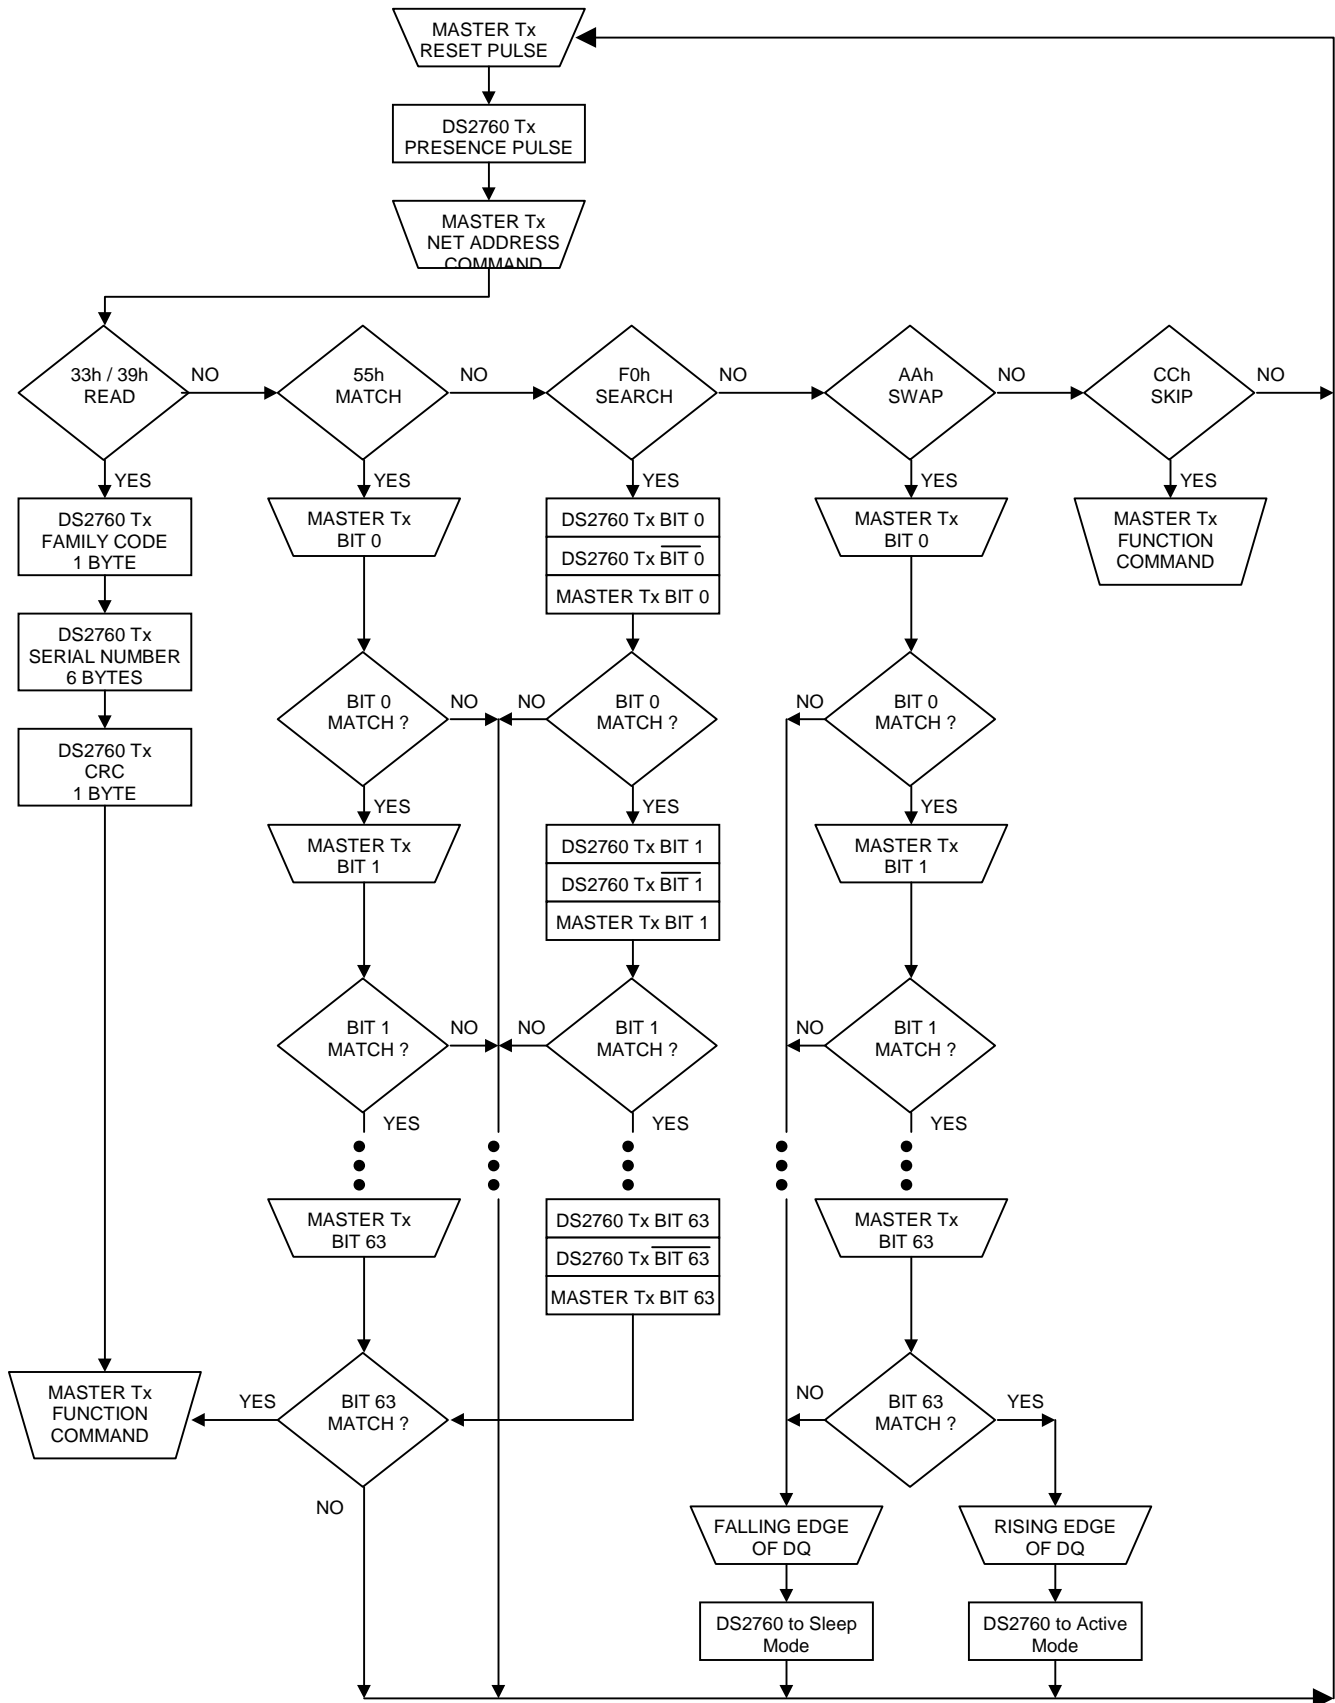 MASTER Tx
RESET PULSE
DS2760 Tx
PRESENCE PULSE
MASTER Tx
NET ADDRESS
COMMAND
33h / 39h
READ
NO
55h
MATCH
NO
F0h
SEARCH
NO
AAh
SWAP
NO
CCh
SKIP
NO
YES
YES
YES
YES
YES
DS2760 Tx
FAMILY CODE
1 BYTE
MASTER Tx
BIT 0
DS2760 Tx BIT 0
DS2760 Tx B̅I̅T̅ ̅0̅
MASTER Tx BIT 0
MASTER Tx
BIT 0
MASTER Tx
FUNCTION
COMMAND
DS2760 Tx
SERIAL NUMBER
6 BYTES
BIT 0
MATCH ?
NO
NO
BIT 0
MATCH ?
NO
BIT 0
MATCH ?
DS2760 Tx
CRC
1 BYTE
YES
YES
YES
MASTER Tx
BIT 1
DS2760 Tx BIT 1
DS2760 Tx B̅I̅T̅ ̅1̅
MASTER Tx BIT 1
MASTER Tx
BIT 1
BIT 1
MATCH ?
NO
NO
BIT 1
MATCH ?
NO
BIT 1
MATCH ?
YES
YES
YES
MASTER Tx
BIT 63
DS2760 Tx BIT 63
DS2760 Tx B̅I̅T̅ ̅6̅3̅
MASTER Tx BIT 63
MASTER Tx
BIT 63
MASTER Tx
FUNCTION
COMMAND
YES
BIT 63
MATCH ?
NO
NO
BIT 63
MATCH ?
YES
FALLING EDGE
OF DQ
RISING EDGE
OF DQ
DS2760 to Sleep
Mode
DS2760 to Active
Mode